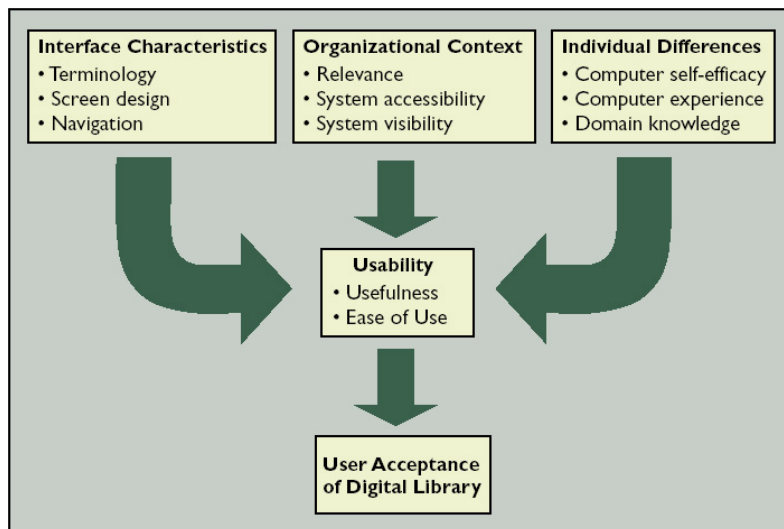 Interface Characteristics
• Terminology
• Screen design
• Navigation
Organizational Context
• Relevance
• System accessibility
• System visibility
Individual Differences
• Computer self-efficacy
• Computer experience
• Domain knowledge
Usability
• Usefulness
• Ease of Use
User Acceptance
of Digital Library